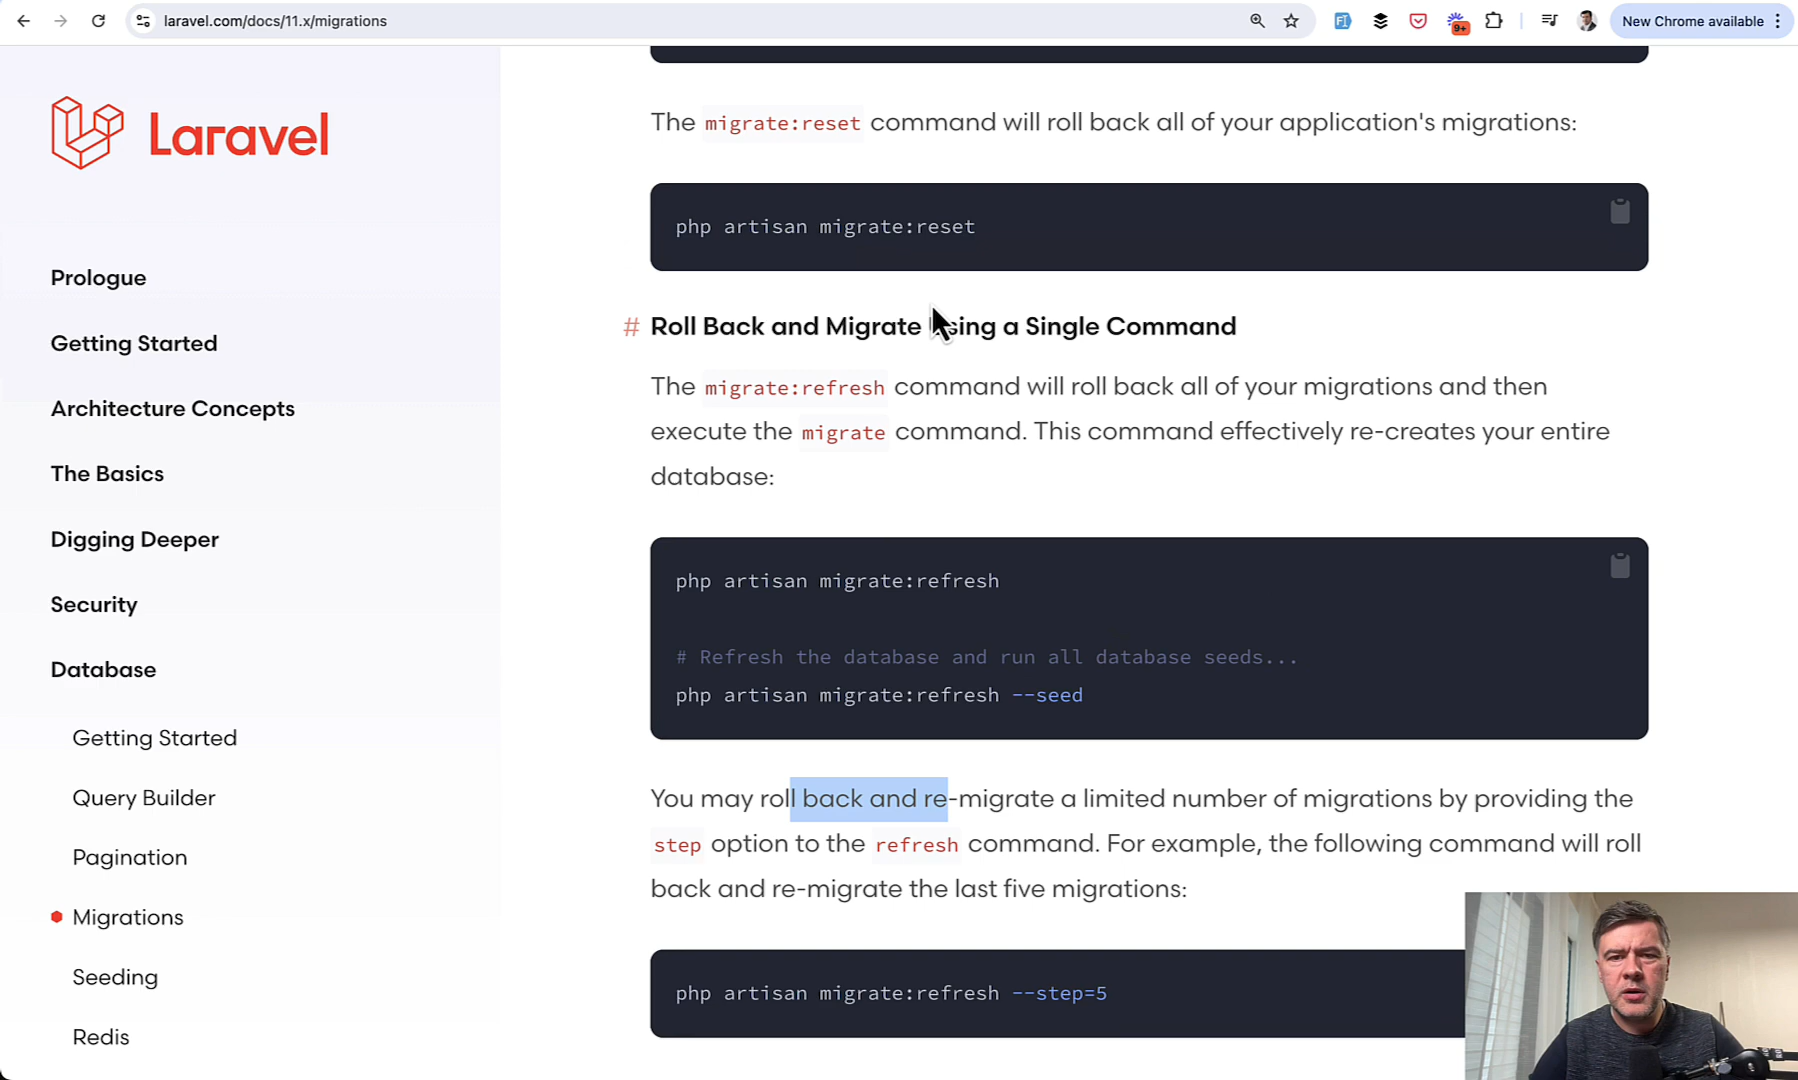 laravel.com/docs/11.x/migrations
9+
New Chrome available
Laravel
Prologue
Getting Started
Architecture Concepts
The Basics
Digging Deeper
Security
Database
Getting Started
Query Builder
Pagination
Migrations
Seeding
Redis
The migrate:reset command will roll back all of your application's migrations:
php artisan migrate:reset
# Roll Back and Migrate Using a Single Command
The migrate:refresh command will roll back all of your migrations and then
execute the migrate command. This command effectively re-creates your entire
database:
php artisan migrate:refresh
# Refresh the database and run all database seeds...
php artisan migrate:refresh --seed
You may roll back and re-migrate a limited number of migrations by providing the
step option to the refresh command. For example, the following command will roll
back and re-migrate the last five migrations:
php artisan migrate:refresh --step=5